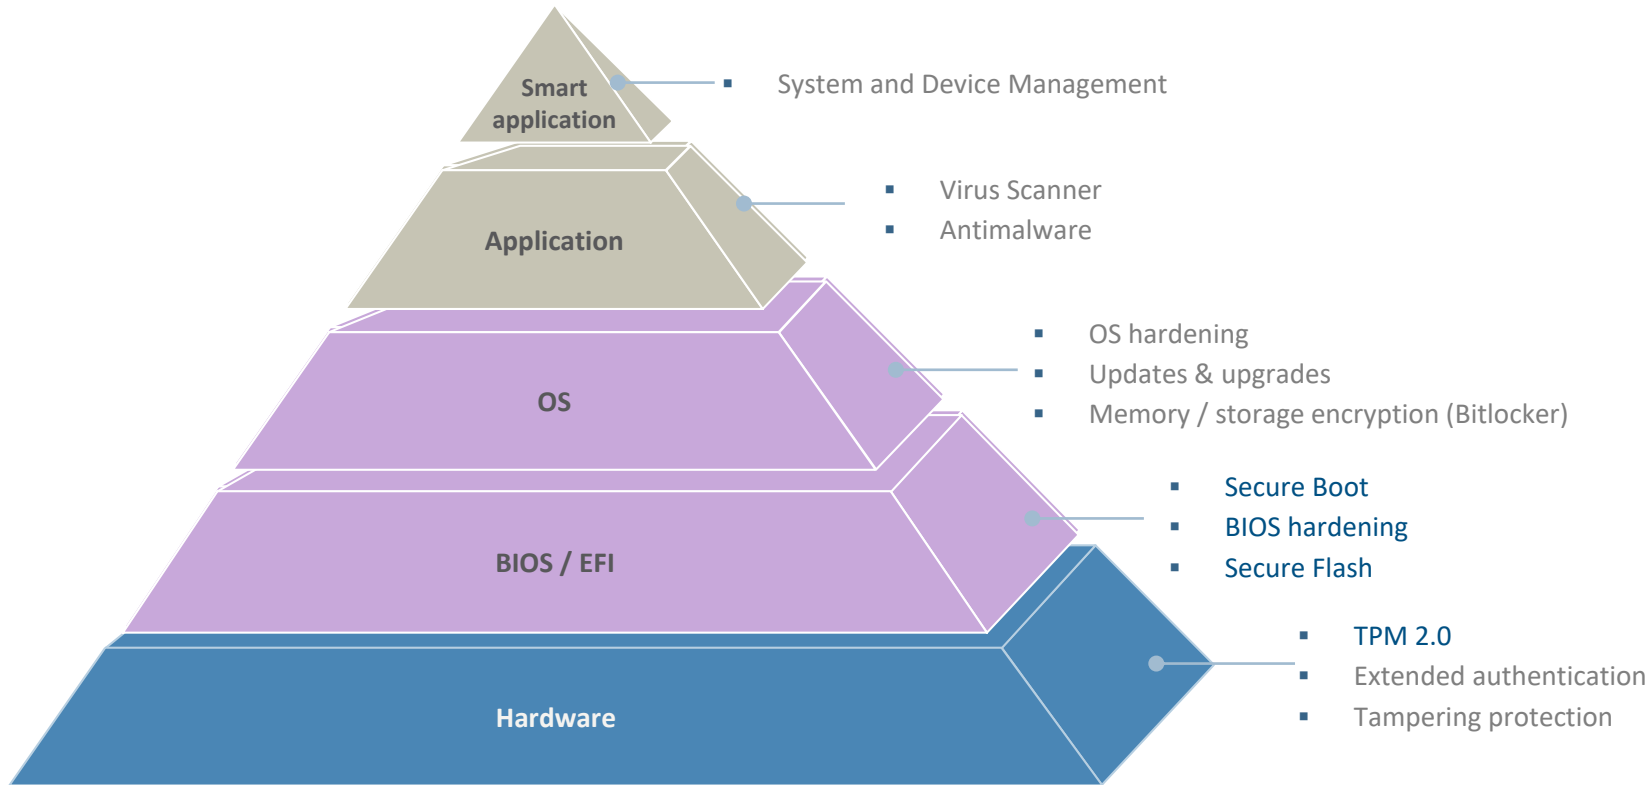 Smart
application
System and Device Management
Application
Virus Scanner
Antimalware
OS
OS hardening
Updates & upgrades
Memory / storage encryption (Bitlocker)
BIOS / EFI
Secure Boot
BIOS hardening
Secure Flash
Hardware
TPM 2.0
Extended authentication
Tampering protection